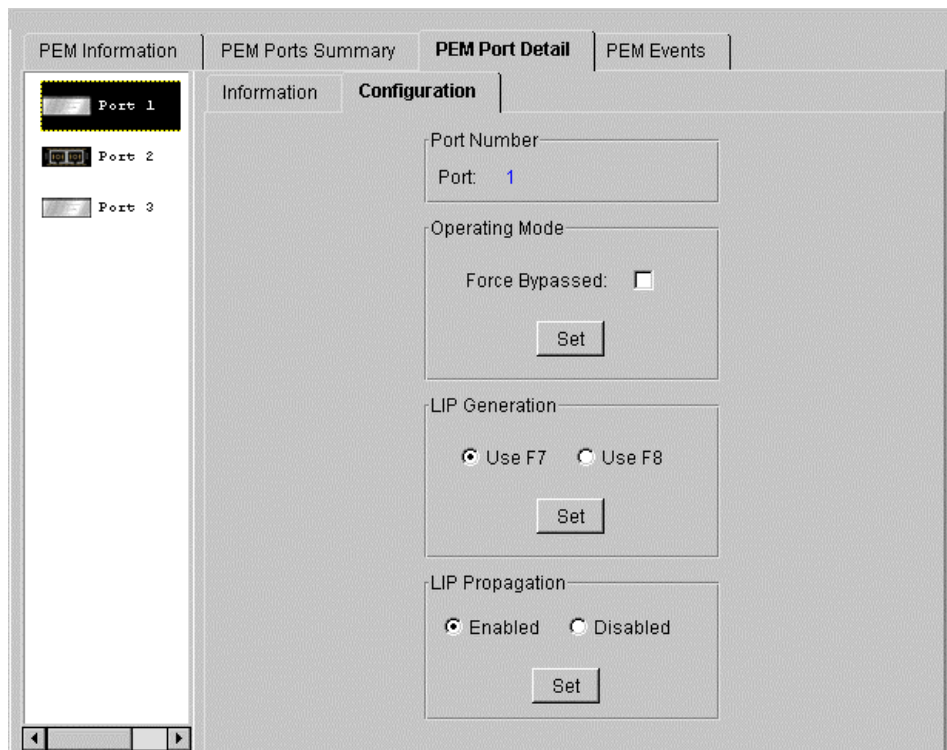 PEM Information
PEM Ports Summary
PEM Port Detail
PEM Events
Port 1
Port 2
Port 3
Information
Configuration
Port Number
Port: 1
Operating Mode
Force Bypassed:
Set
LIP Generation
Use F7 Use F8
Set
LIP Propagation
Enabled Disabled
Set